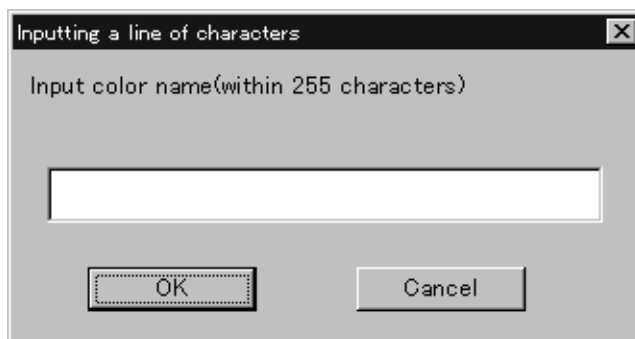 Inputting a line of characters
Input color name(within 255 characters)
OK
Cancel